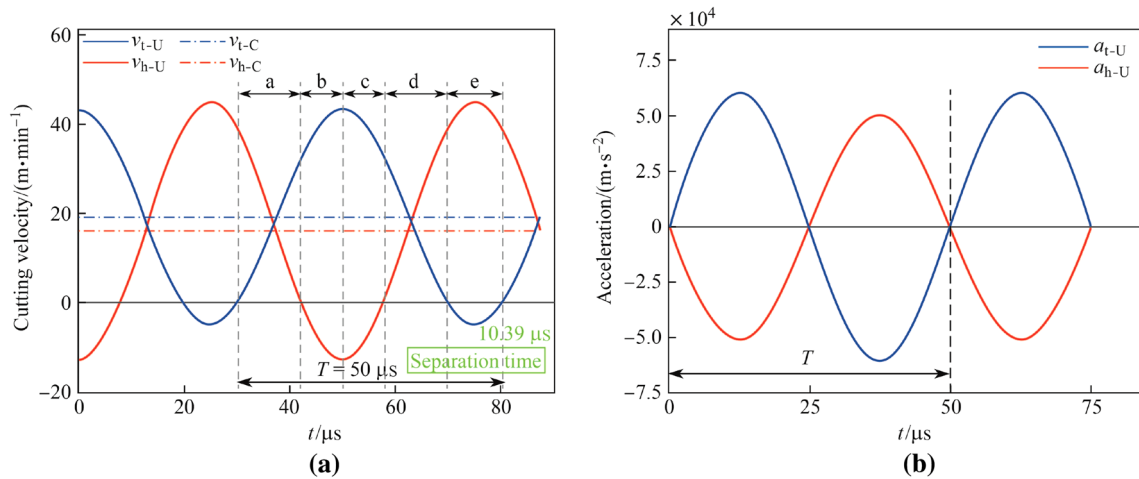 60
40
20
0
−20
Cutting velocity/(m•min⁻¹)
v_t-U v_t-C
v_h-U v_h-C
a b c d e
10.39 μs
Separation time
T = 50 μs
0 20 40 60 80
t/μs
(a)
× 10⁴
7.5
5.0
2.5
0
−2.5
−5.0
−7.5
Acceleration/(m•s⁻²)
a_t-U
a_h-U
T
0 25 50 75
t/μs
(b)